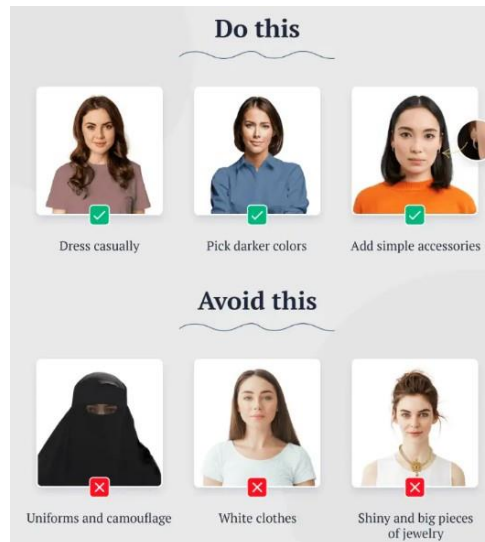 Do this
Dress casually
Pick darker colors
Add simple accessories
Avoid this
Uniforms and camouflage
White clothes
Shiny and big pieces
of jewelry